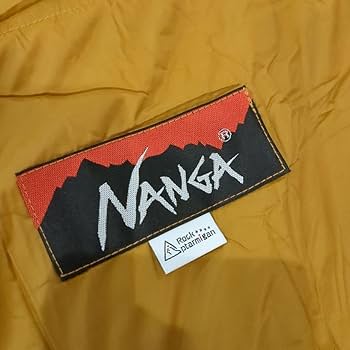 NANGA®
Rock****
ptarmigan